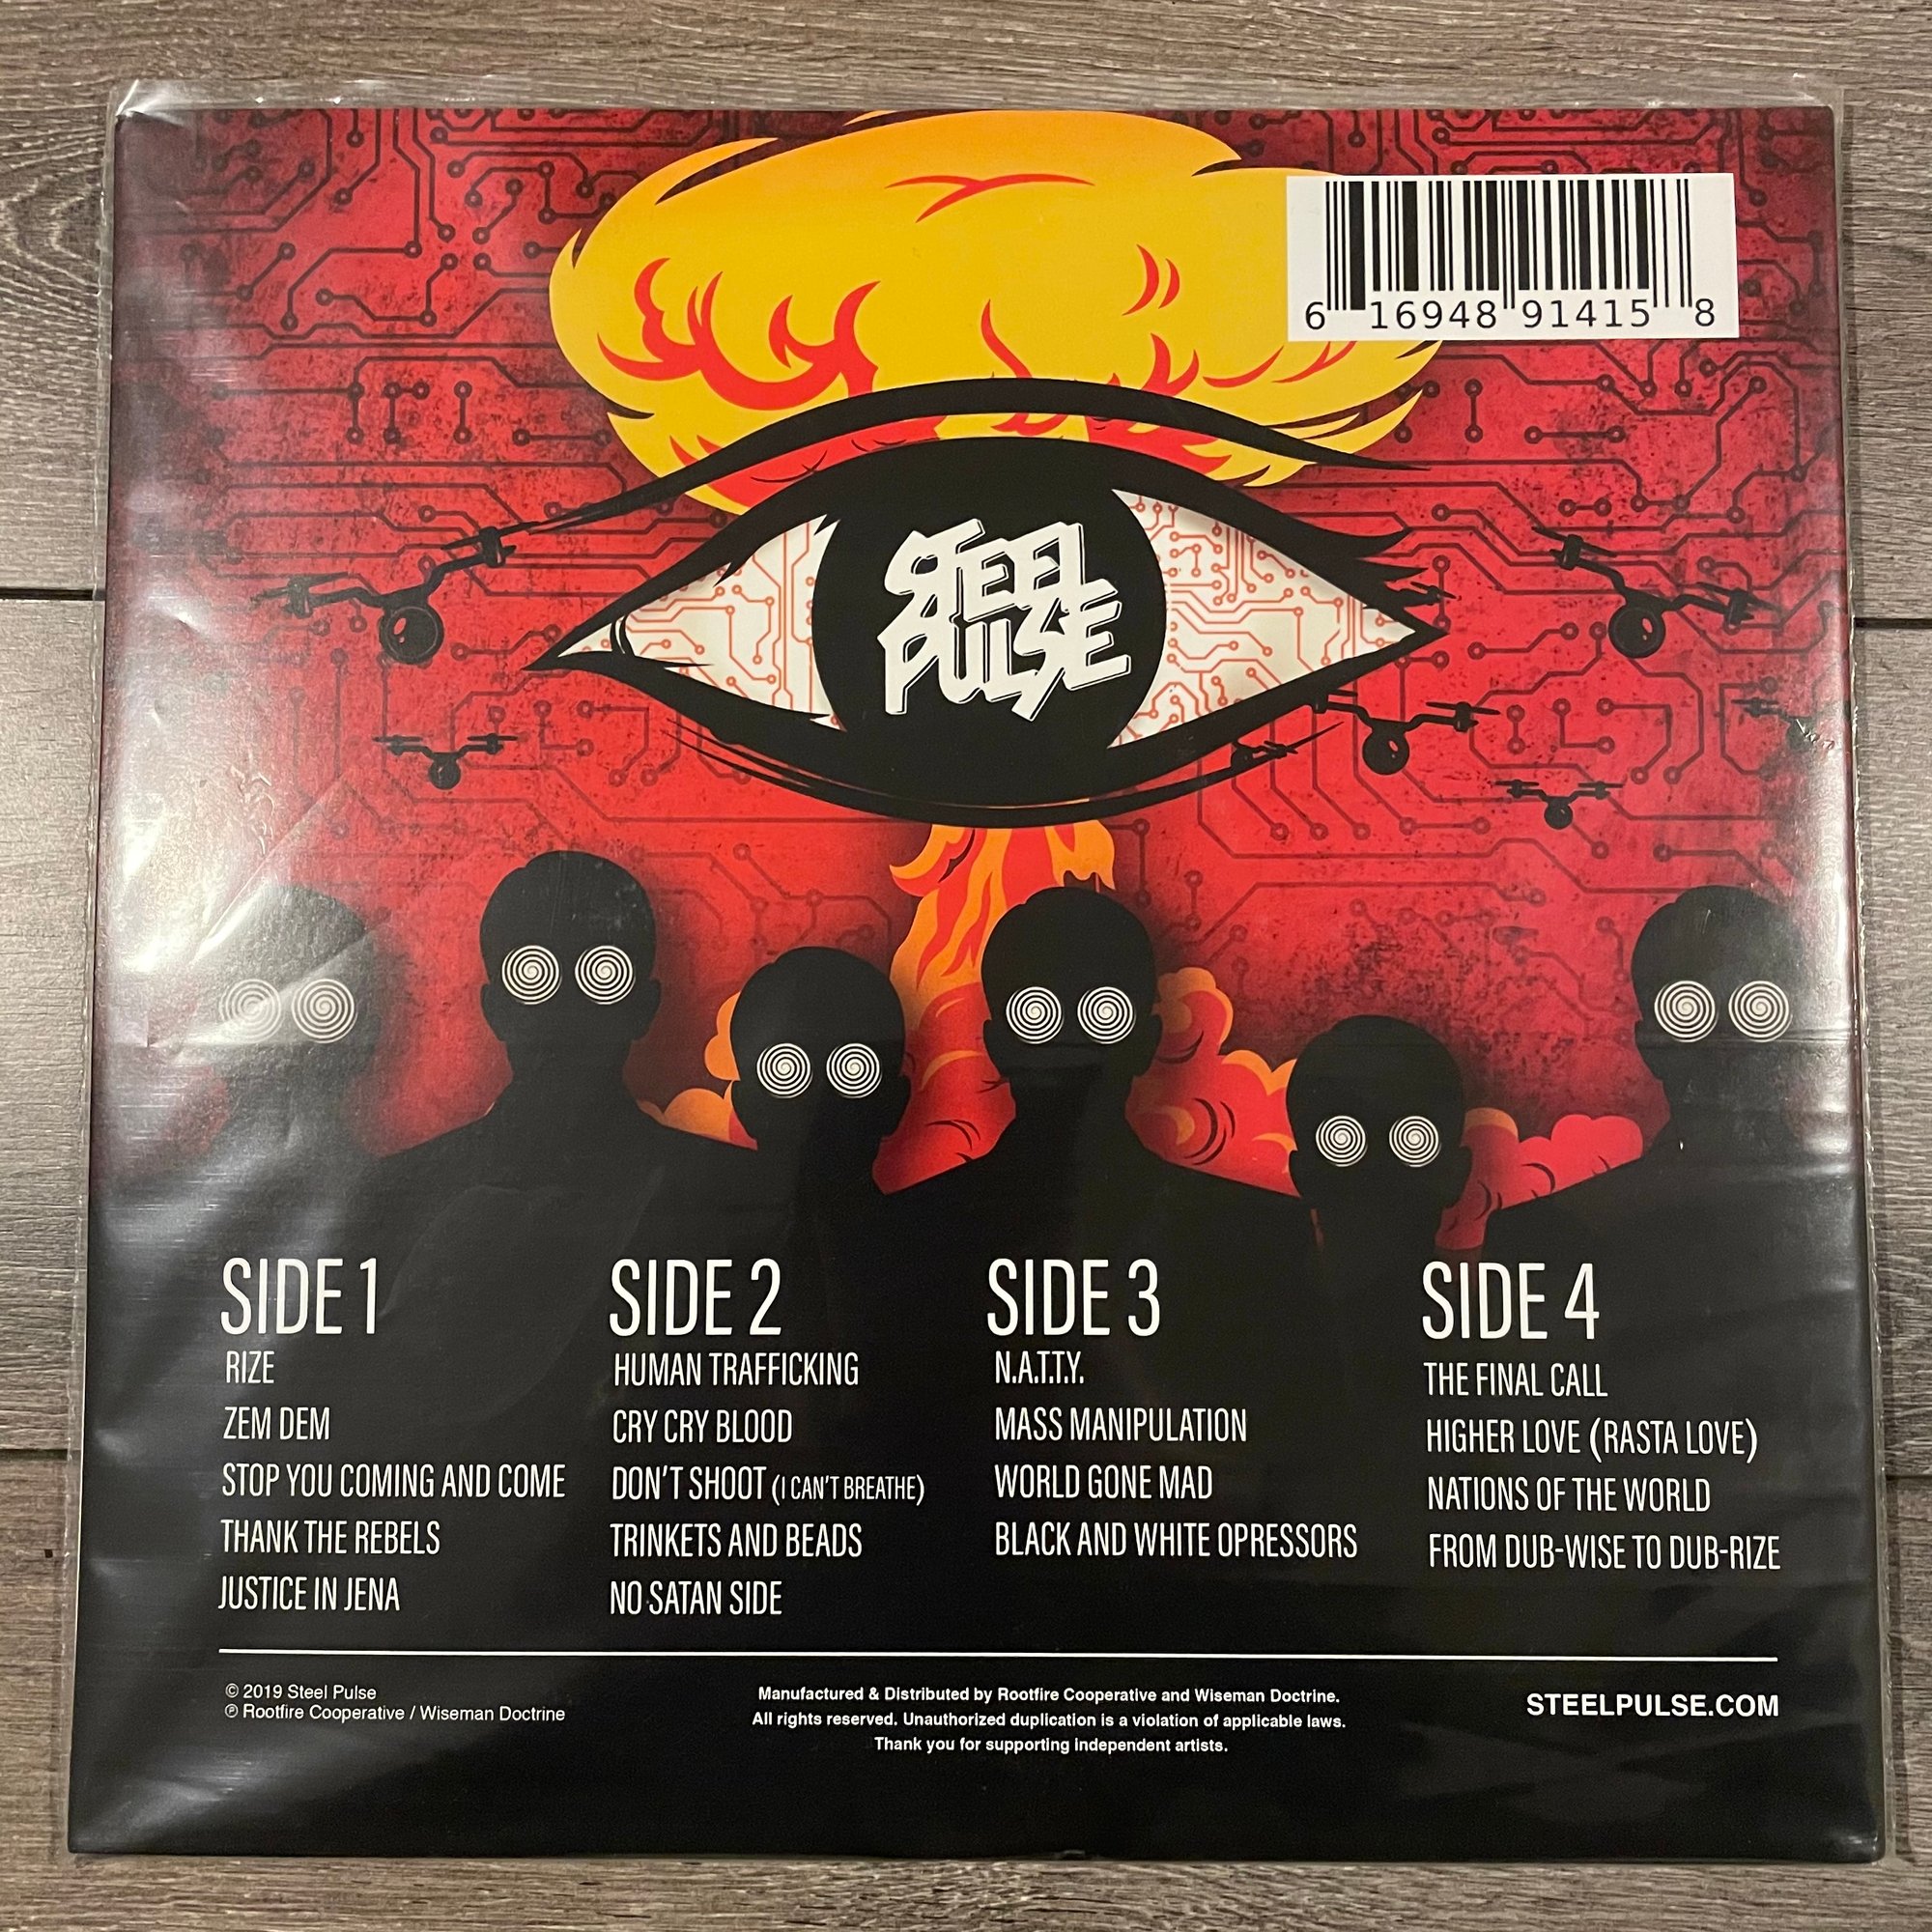 6 16948 91415 8
STEEL
PULSE
SIDE 1
RIZE
ZEM DEM
STOP YOU COMING AND COME
THANK THE REBELS
JUSTICE IN JENA
SIDE 2
HUMAN TRAFFICKING
CRY CRY BLOOD
DON'T SHOOT (I CAN'T BREATHE)
TRINKETS AND BEADS
NO SATAN SIDE
SIDE 3
N.A.T.T.Y.
MASS MANIPULATION
WORLD GONE MAD
BLACK AND WHITE OPRESSORS
SIDE 4
THE FINAL CALL
HIGHER LOVE (RASTA LOVE)
NATIONS OF THE WORLD
FROM DUB-WISE TO DUB-RIZE
© 2019 Steel Pulse
℗ Rootfire Cooperative / Wiseman Doctrine
Manufactured & Distributed by Rootfire Cooperative and Wiseman Doctrine.
All rights reserved. Unauthorized duplication is a violation of applicable laws.
Thank you for supporting independent artists.
STEELPULSE.COM